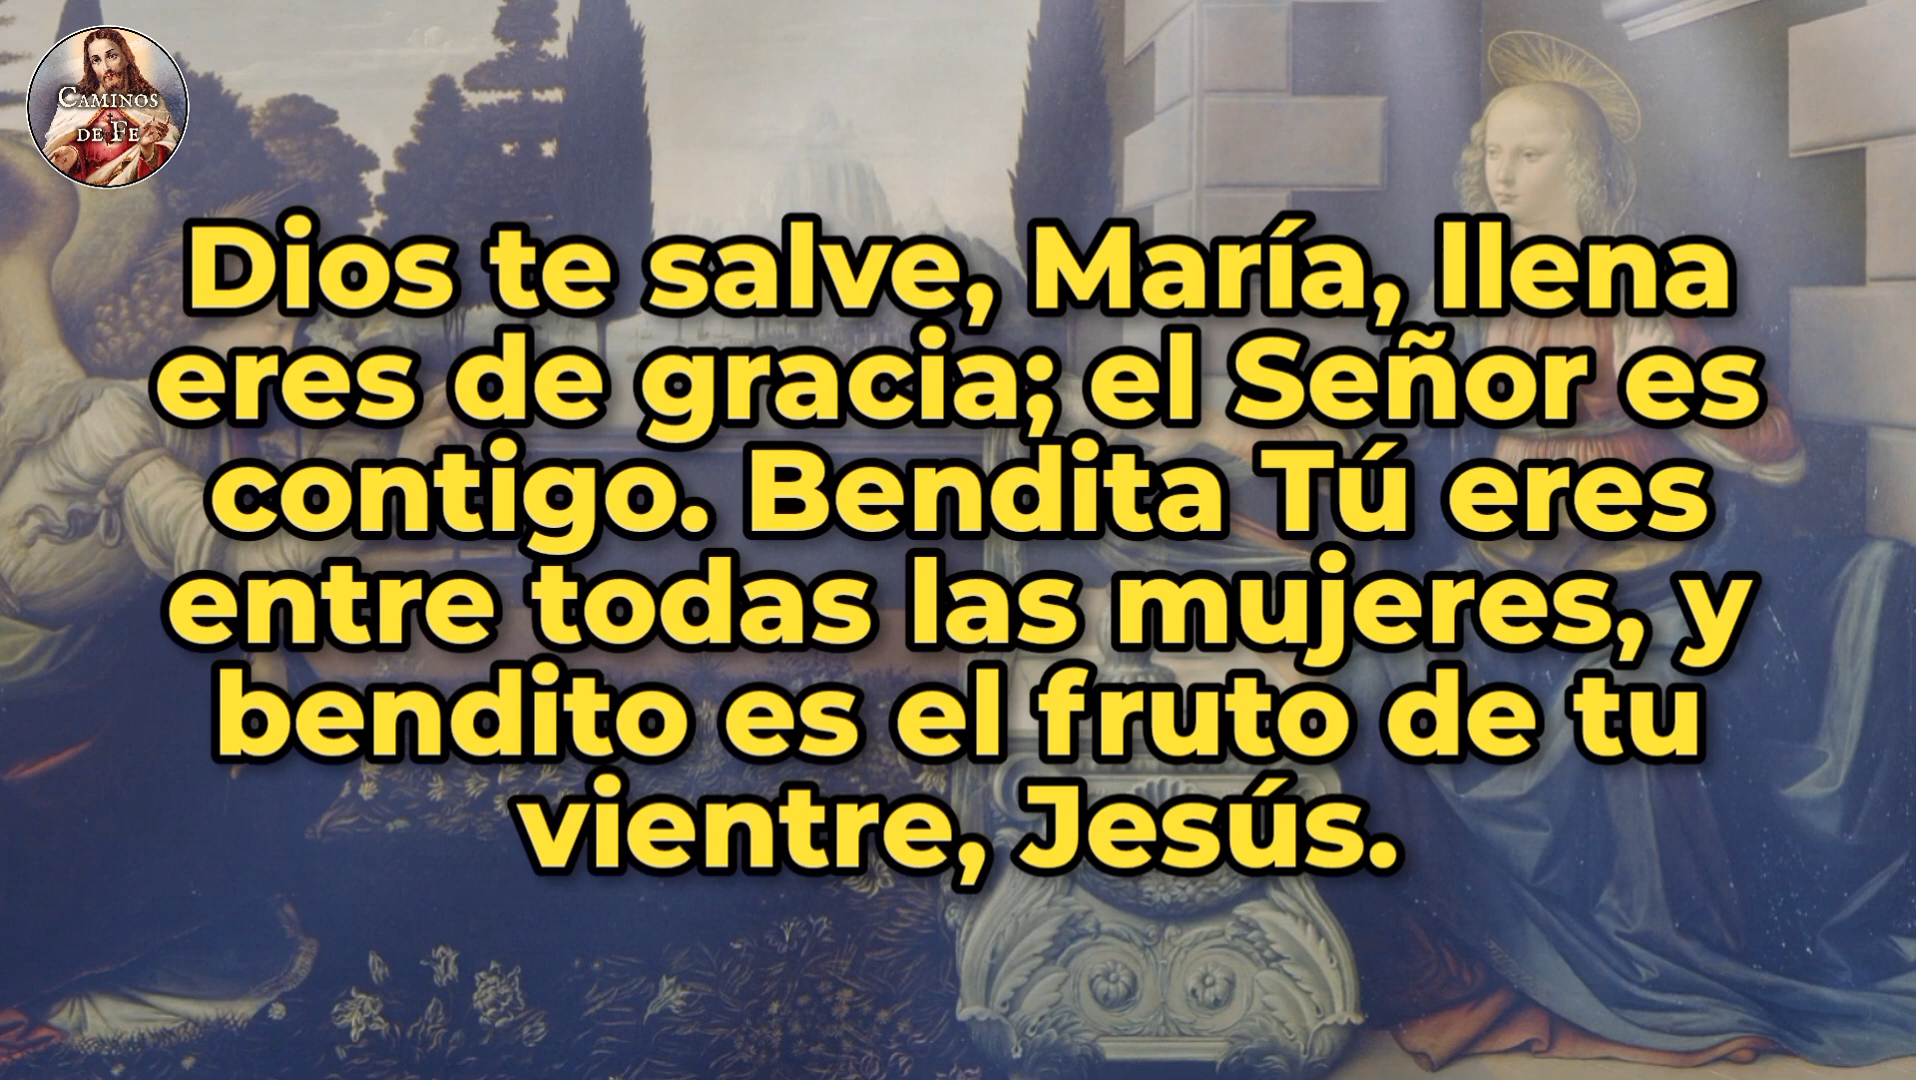 CAMINOS
DE FE
Dios te salve, María, llena
eres de gracia; el Señor es
contigo. Bendita Tú eres
entre todas las mujeres, y
bendito es el fruto de tu
vientre, Jesús.